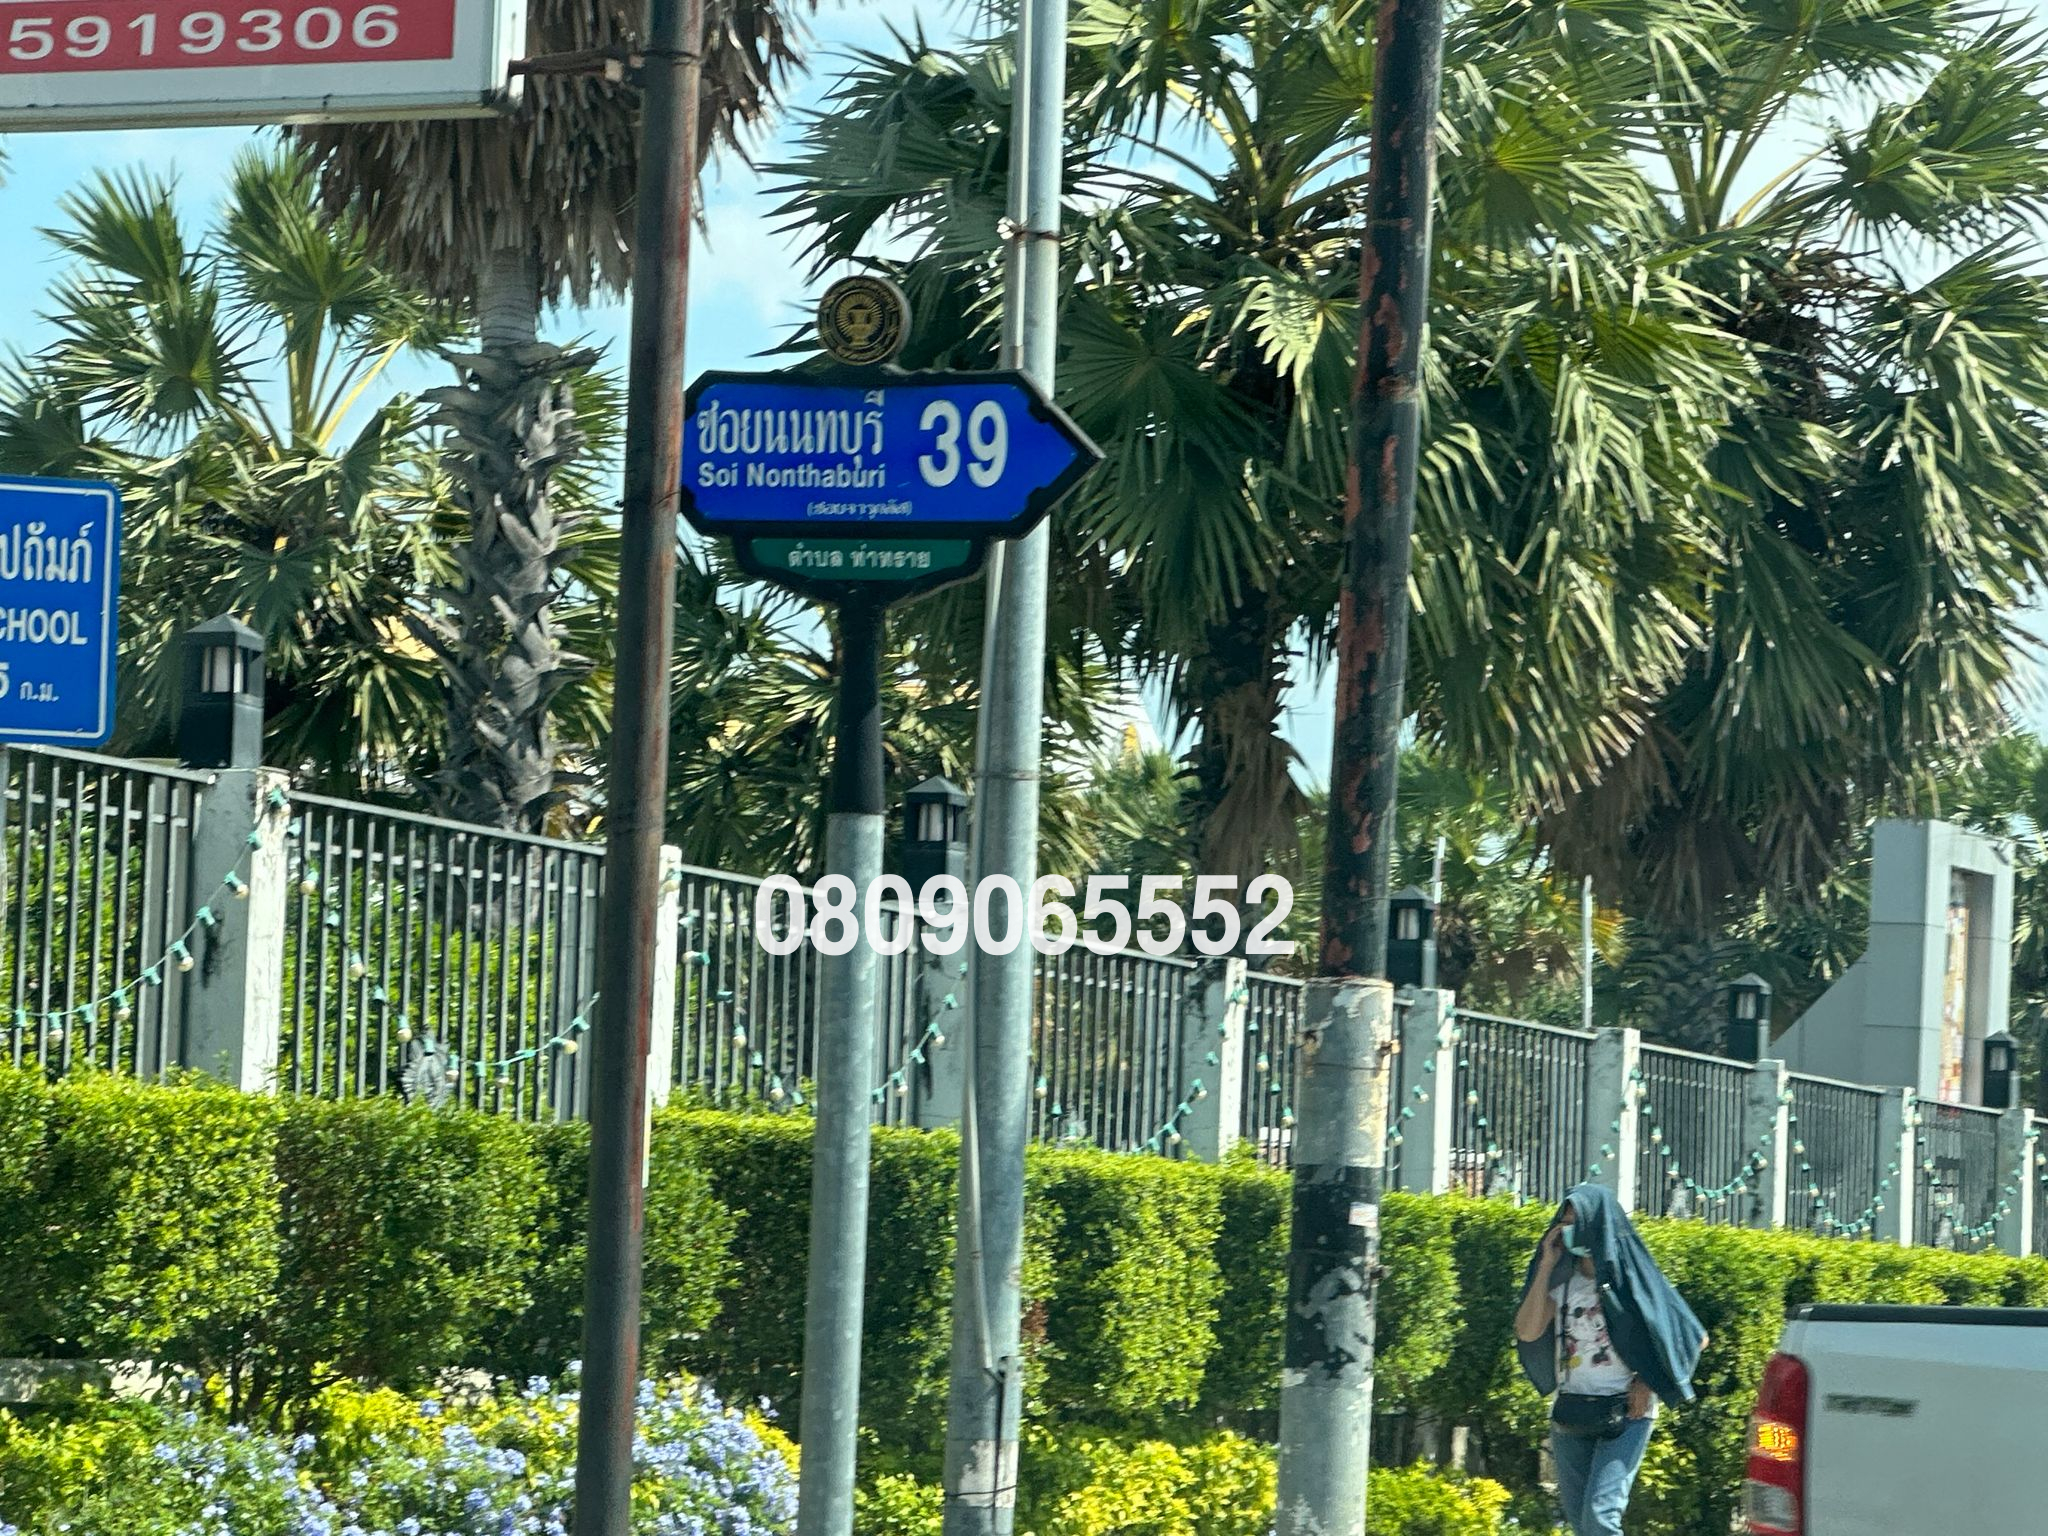 5919306
ซอยนนทบุรี 39
Soi Nonthaburi
ตำบล ท่าทราย
ปถัมภ์
CHOOL
5 ก.ม.
0809065552